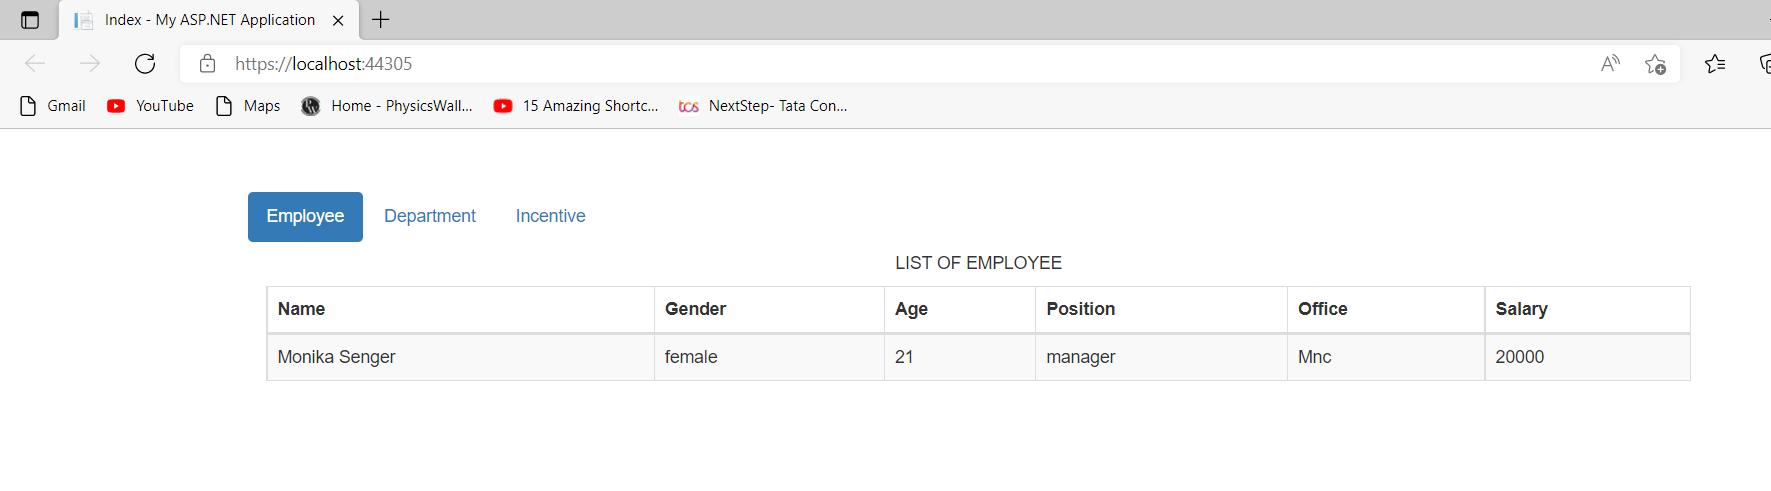 Index - My ASP.NET Application
https://localhost:44305
Gmail YouTube Maps Home - PhysicsWall... 15 Amazing Shortc... tcs NextStep- Tata Con...
Employee Department Incentive
LIST OF EMPLOYEE
Name Gender Age Position Office Salary
Monika Senger female 21 manager Mnc 20000